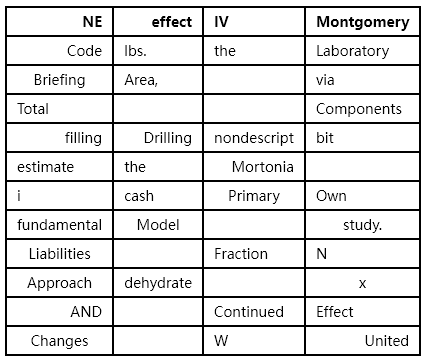 NE effect IV Montgomery
Code lbs. the Laboratory
Briefing Area, via
Total Components
filling Drilling nondescript bit
estimate the Mortonia
i cash Primary Own
fundamental Model study.
Liabilities Fraction N
Approach dehydrate x
AND Continued Effect
Changes W United